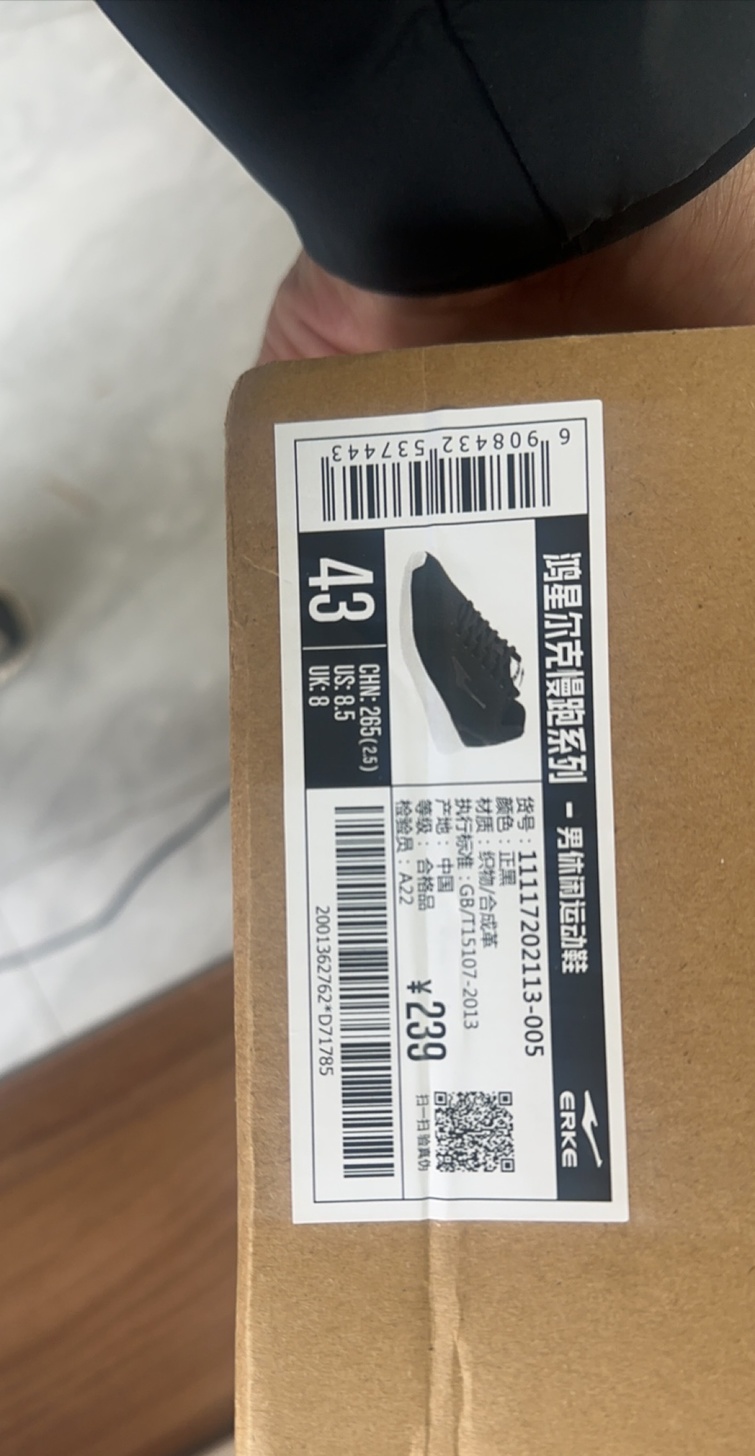 鸿星尔克慢跑系列 - 男休闲运动鞋
ERKE
6 908432 537443
43
CHN: 265(2.5)
US: 8.5
UK: 8
货号：11117202113-005
颜色：正黑
材质：织物/合成革
执行标准：GB/T15107-2013
产地：中国
等级：合格品
检验员：A22
¥239
扫一扫 验真伪
2001362762*D71785